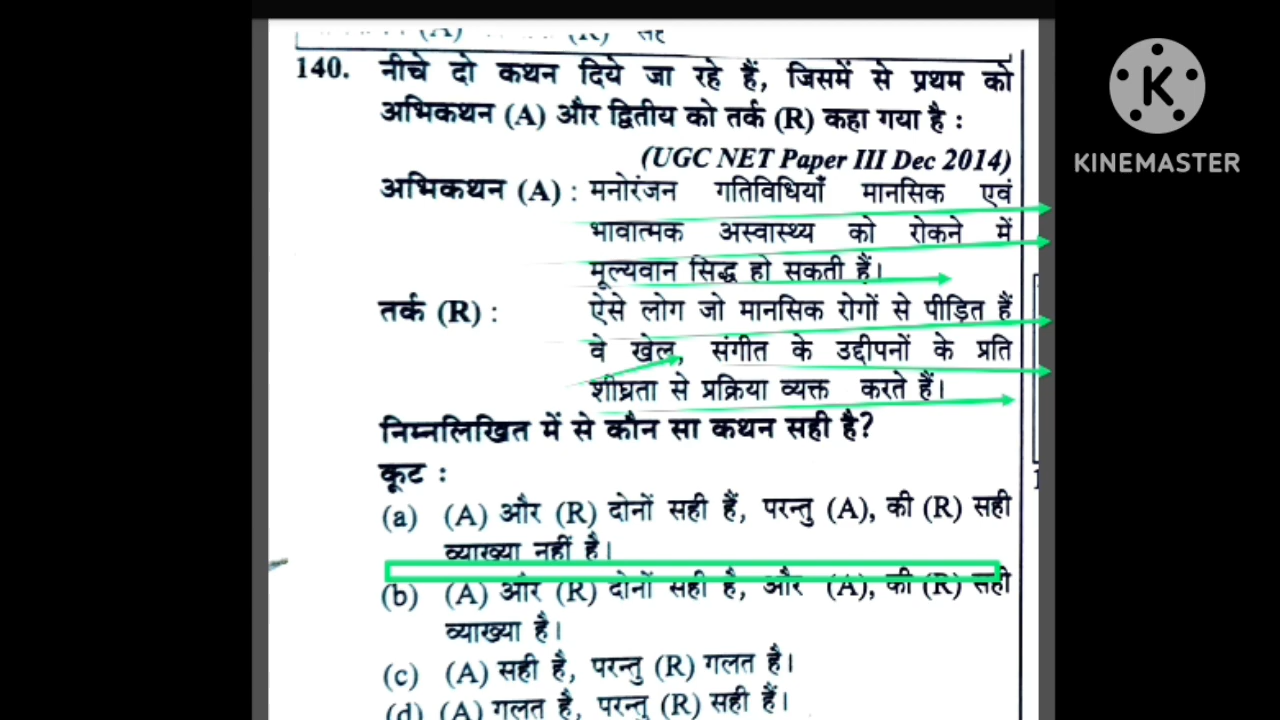 (A) (R) सह
140. नीचे दो कथन दिये जा रहे हैं, जिसमें से प्रथम को
अभिकथन (A) और द्वितीय को तर्क (R) कहा गया है :
(UGC NET Paper III Dec 2014)
अभिकथन (A) : मनोरंजन गतिविधियाँ मानसिक एवं
भावात्मक अस्वास्थ्य को रोकने में
मूल्यवान सिद्ध हो सकती हैं।
तर्क (R) : ऐसे लोग जो मानसिक रोगों से पीड़ित हैं
वे खेल, संगीत के उद्दीपनों के प्रति
शीघ्रता से प्रक्रिया व्यक्त करते हैं।
निम्नलिखित में से कौन सा कथन सही है?
कूट :
(a) (A) और (R) दोनों सही हैं, परन्तु (A), की (R) सही
व्याख्या नहीं है।
(b) (A) और (R) दोनों सही है, और (A), की (R) सही
व्याख्या है।
(c) (A) सही है, परन्तु (R) गलत है।
(d) (A) गलत है, परन्तु (R) सही हैं।
K
KINEMASTER